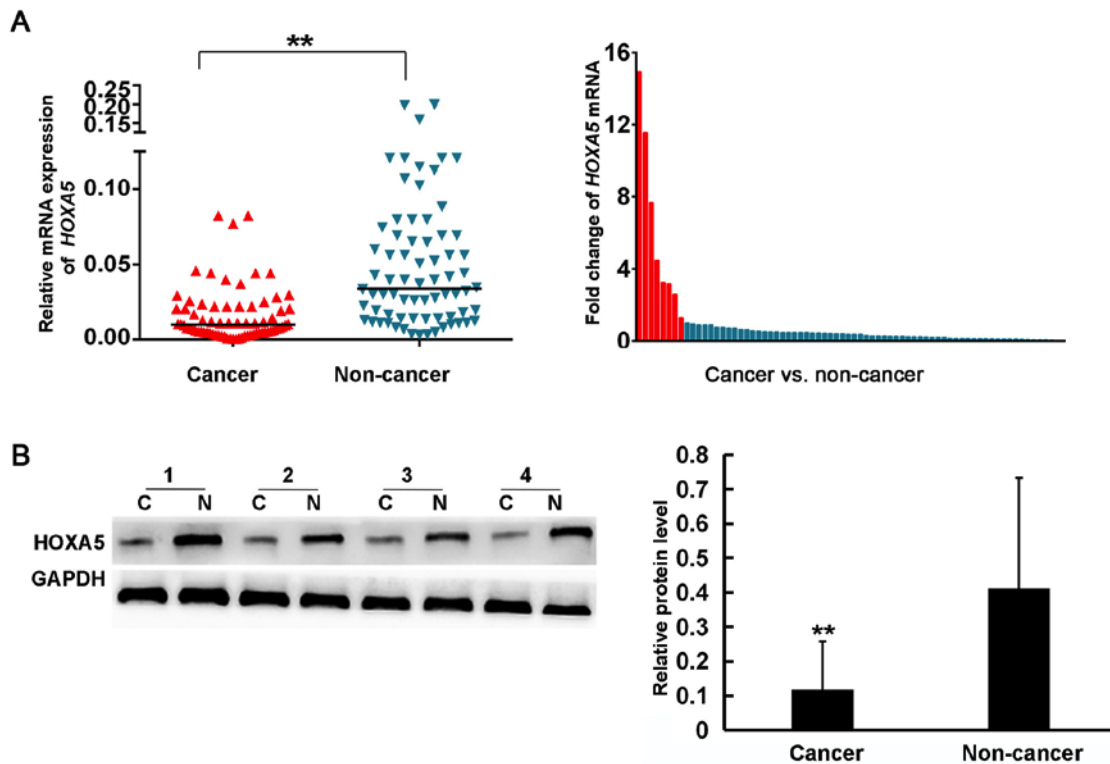 A
**
Relative mRNA expression
of HOXA5
0.25
0.20
0.15
0.10
0.05
0.00
Cancer
Non-cancer
Fold change of HOXA5 mRNA
16
12
8
4
0
Cancer vs. non-cancer
B
1
2
3
4
C N C N C N C N
HOXA5
GAPDH
Relative protein level
0.8
0.7
0.6
0.5
0.4
0.3
0.2
0.1
0
**
Cancer
Non-cancer